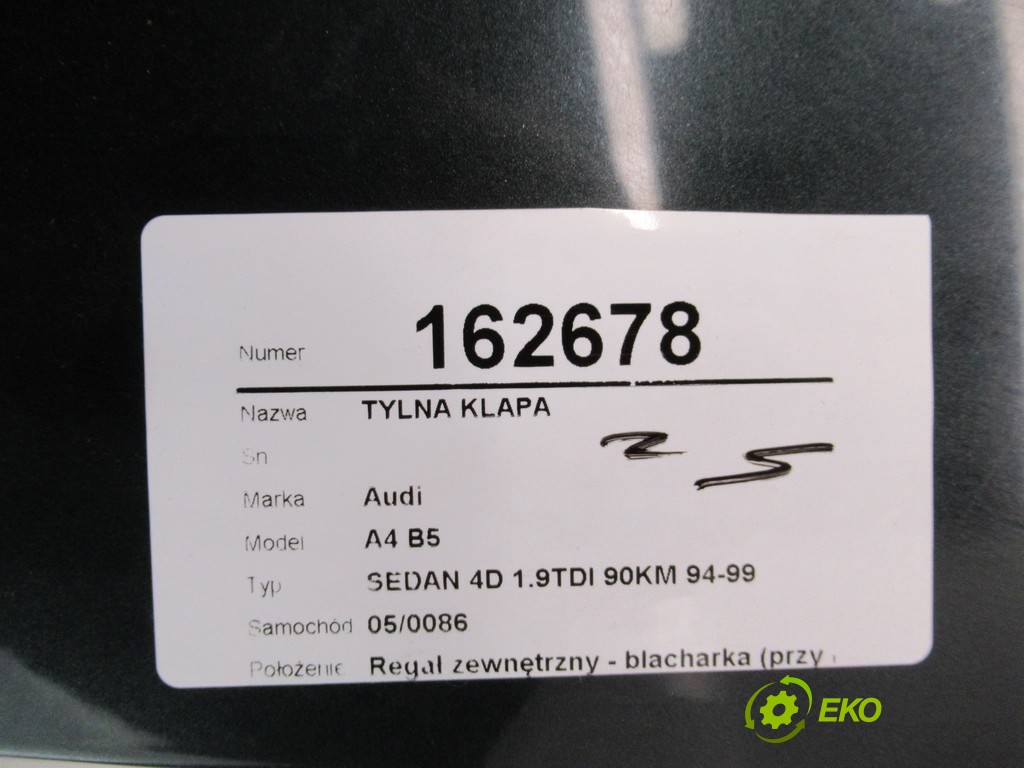 Numer 162678
Nazwa TYLNA KLAPA
Sn
Marka Audi
Model A4 B5
Typ SEDAN 4D 1.9TDI 90KM 94-99
Samochód 05/0086
Położenie Regał zewnętrzny - blacharka (przy
EKO